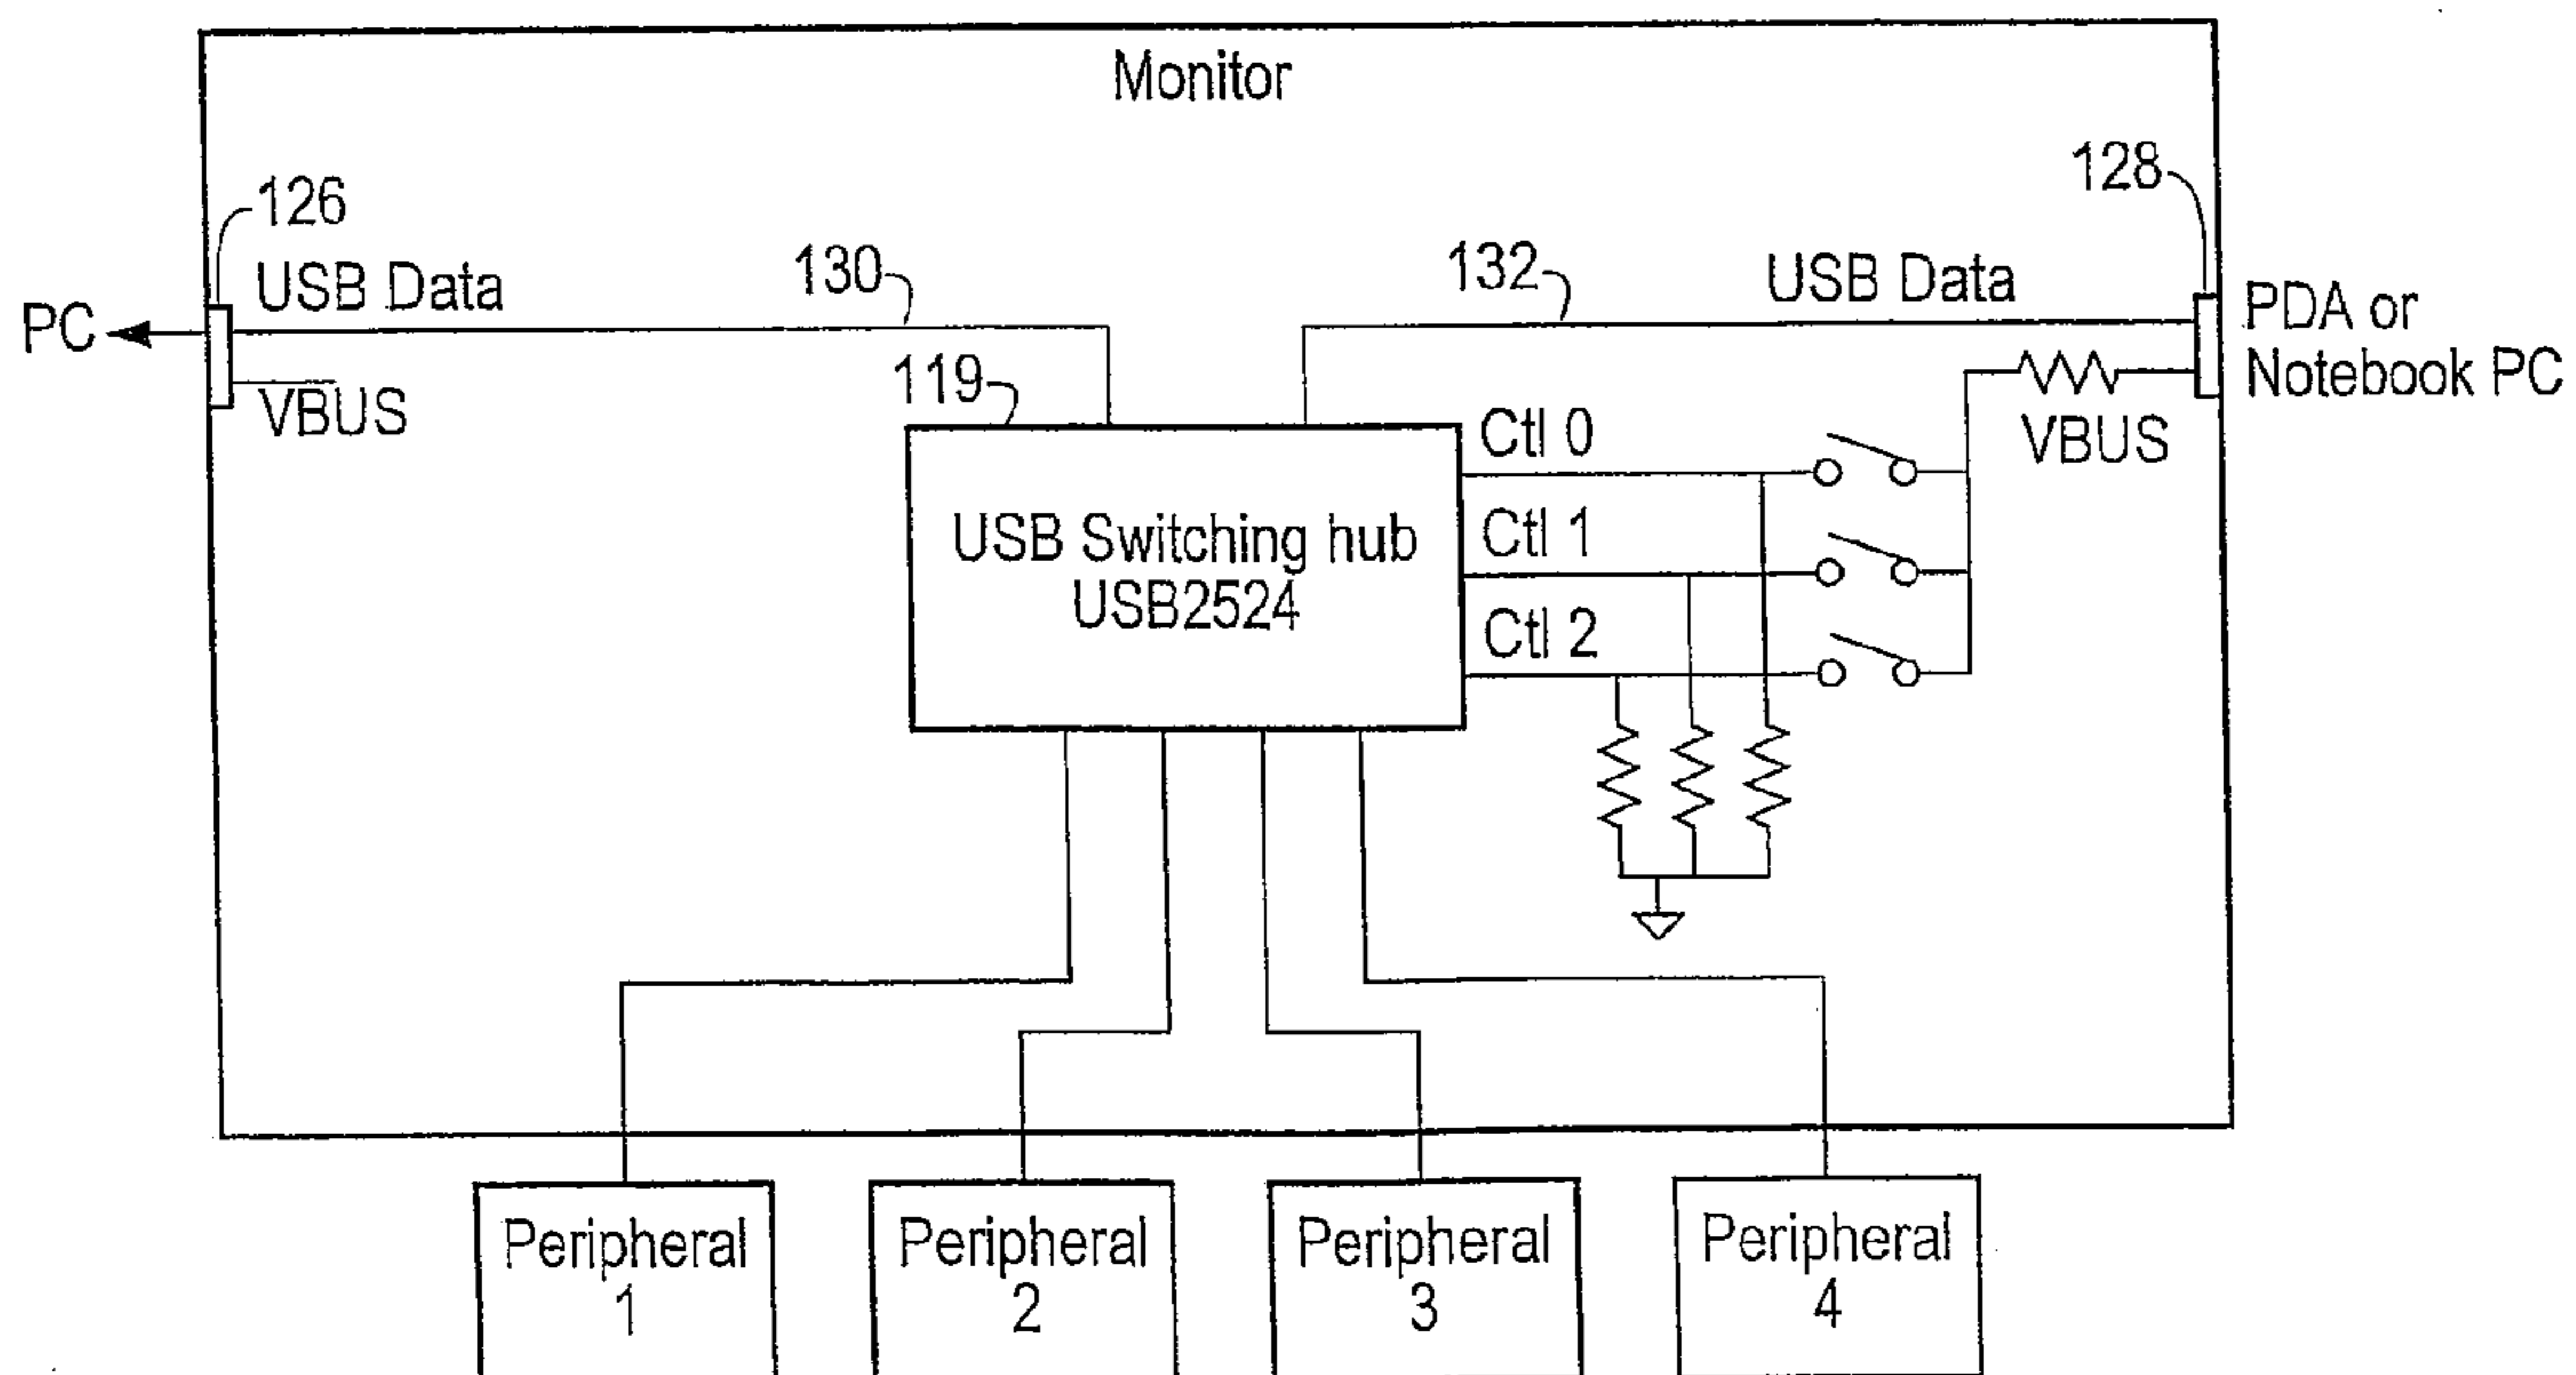 Monitor
126
128
USB Data
130
132
USB Data
PC
PDA or
Notebook PC
VBUS
VBUS
119
Ctl 0
Ctl 1
Ctl 2
USB Switching hub
USB2524
Peripheral
1
Peripheral
2
Peripheral
3
Peripheral
4